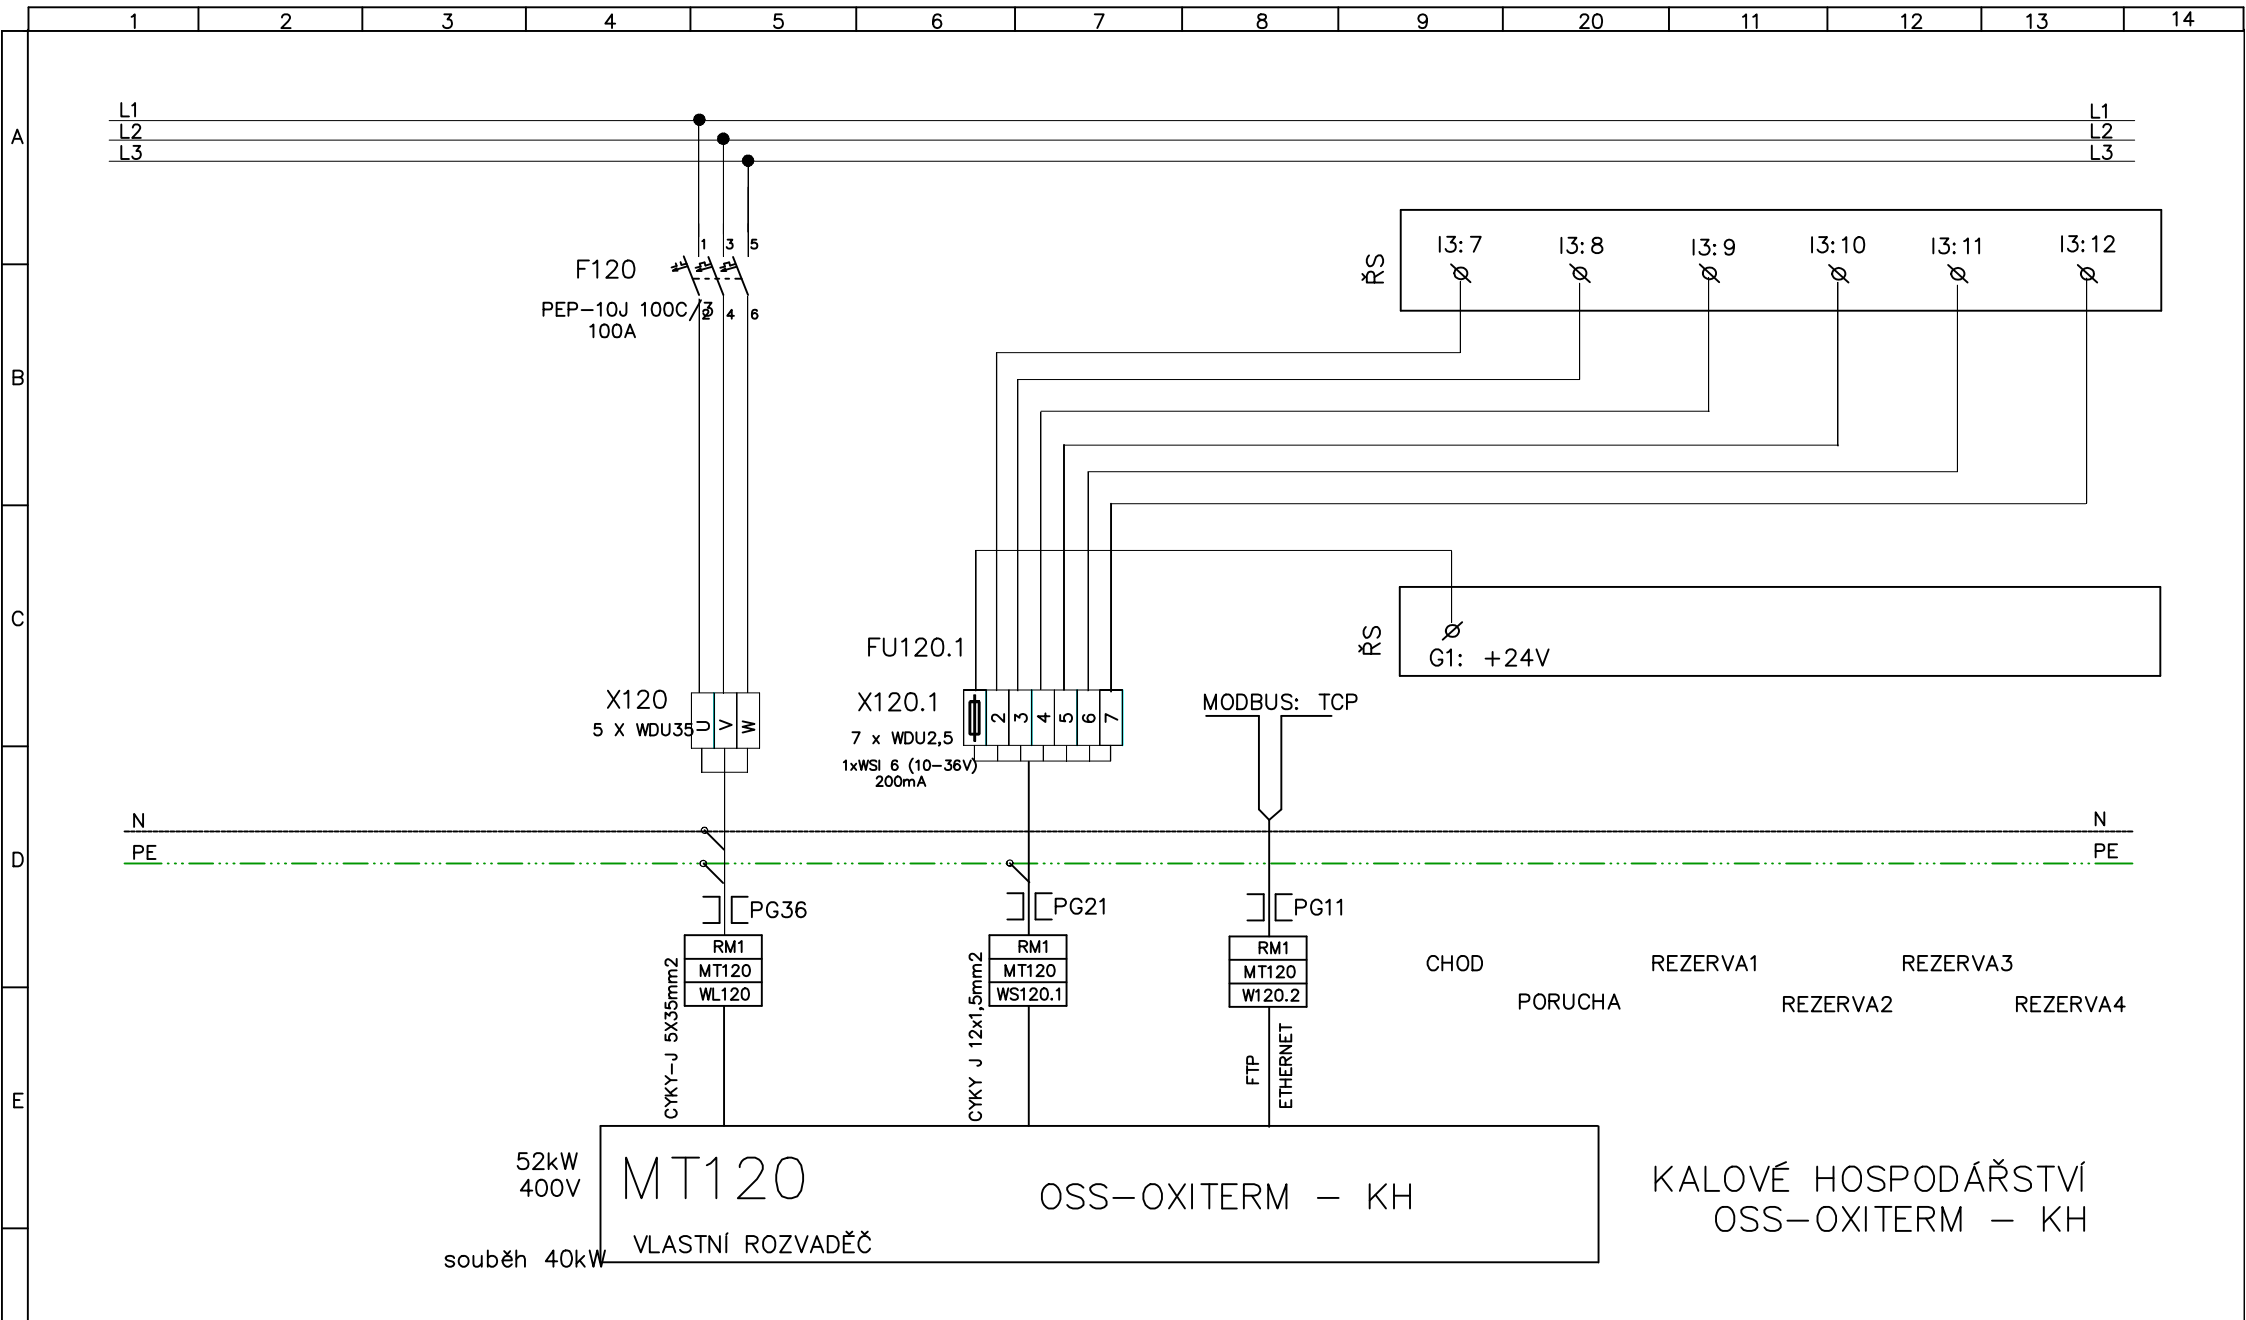 1 2 3 4 5 6 7 8 9 20 11 12 13 14
A
B
C
D
E
L1 L1
L2 L2
L3 L3
1 3 5
F120
PEP-10J 100C/3
100A
2 4 6
ŘS
I3:7 I3:8 I3:9 I3:10 I3:11 I3:12
ŘS
G1: +24V
FU120.1
X120
5 X WDU35
U V W
X120.1
7 x WDU2,5
1xWSI 6 (10-36V)
200mA
2 3 4 5 6 7
MODBUS: TCP
N N
PE PE
PG36 PG21 PG11
RM1
MT120
WL120
CYKY-J 5X35mm2
RM1
MT120
WS120.1
CYKY J 12x1,5mm2
RM1
MT120
W120.2
FTP
ETHERNET
CHOD REZERVA1 REZERVA3
PORUCHA REZERVA2 REZERVA4
52kW
400V
souběh 40kW
MT120
OSS-OXITERM - KH
VLASTNÍ ROZVADĚČ
KALOVÉ HOSPODÁŘSTVÍ
OSS-OXITERM - KH